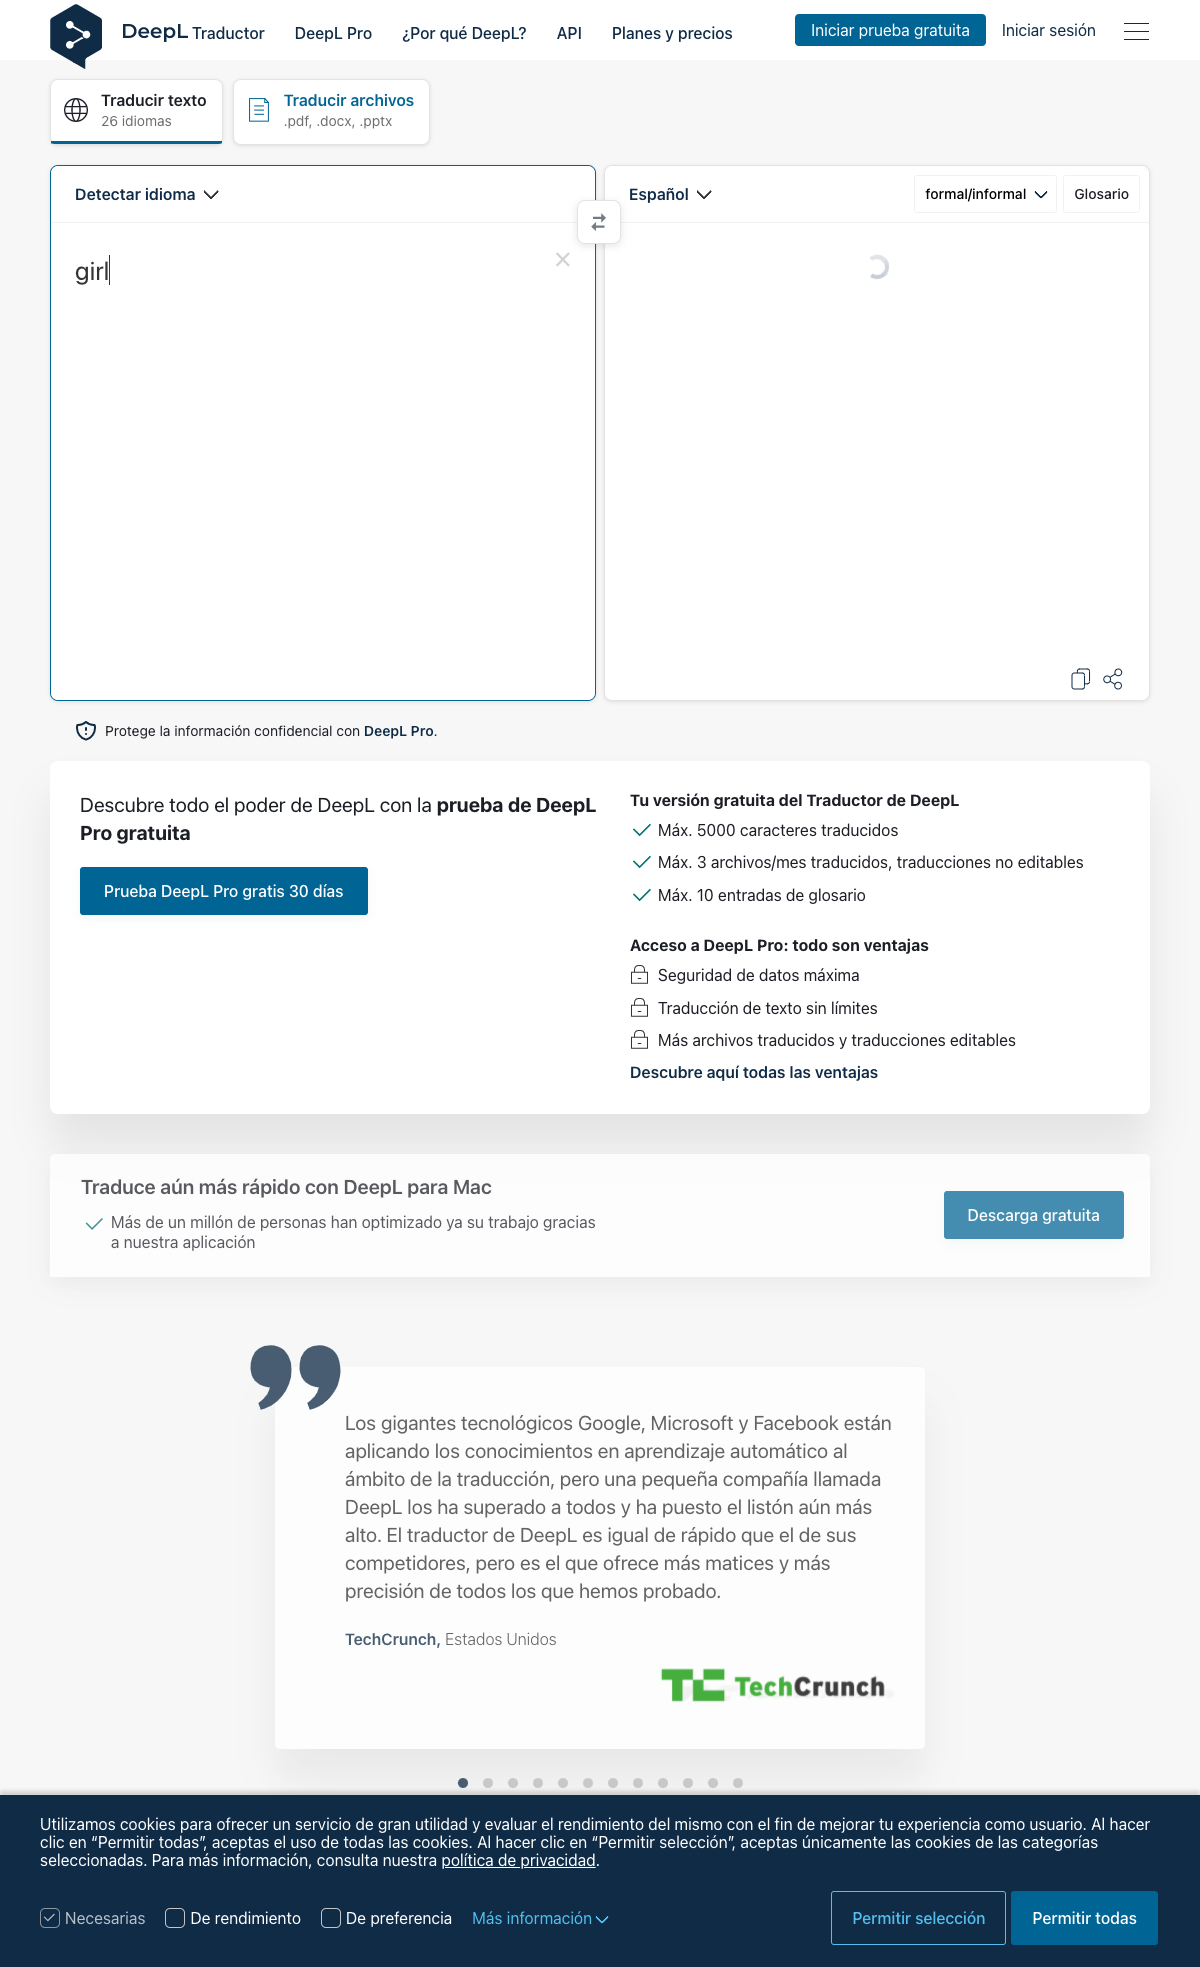 DeepL Traductor DeepL Pro ¿Por qué DeepL? API Planes y precios Iniciar prueba gratuita Iniciar sesión
Traducir texto
26 idiomas
Traducir archivos
.pdf, .docx, .pptx
Detectar idioma
Español formal/informal Glosario
girl
Protege la información confidencial con DeepL Pro.
Descubre todo el poder de DeepL con la prueba de DeepL
Pro gratuita
Prueba DeepL Pro gratis 30 días
Tu versión gratuita del Traductor de DeepL
Máx. 5000 caracteres traducidos
Máx. 3 archivos/mes traducidos, traducciones no editables
Máx. 10 entradas de glosario
Acceso a DeepL Pro: todo son ventajas
Seguridad de datos máxima
Traducción de texto sin límites
Más archivos traducidos y traducciones editables
Descubre aquí todas las ventajas
Traduce aún más rápido con DeepL para Mac
Más de un millón de personas han optimizado ya su trabajo gracias
a nuestra aplicación
Descarga gratuita
Los gigantes tecnológicos Google, Microsoft y Facebook están
aplicando los conocimientos en aprendizaje automático al
ámbito de la traducción, pero una pequeña compañía llamada
DeepL los ha superado a todos y ha puesto el listón aún más
alto. El traductor de DeepL es igual de rápido que el de sus
competidores, pero es el que ofrece más matices y más
precisión de todos los que hemos probado.
TechCrunch, Estados Unidos
TC TechCrunch
Utilizamos cookies para ofrecer un servicio de gran utilidad y evaluar el rendimiento del mismo con el fin de mejorar tu experiencia como usuario. Al hacer
clic en “Permitir todas”, aceptas el uso de todas las cookies. Al hacer clic en “Permitir selección”, aceptas únicamente las cookies de las categorías
seleccionadas. Para más información, consulta nuestra política de privacidad.
Necesarias De rendimiento De preferencia Más información Permitir selección Permitir todas